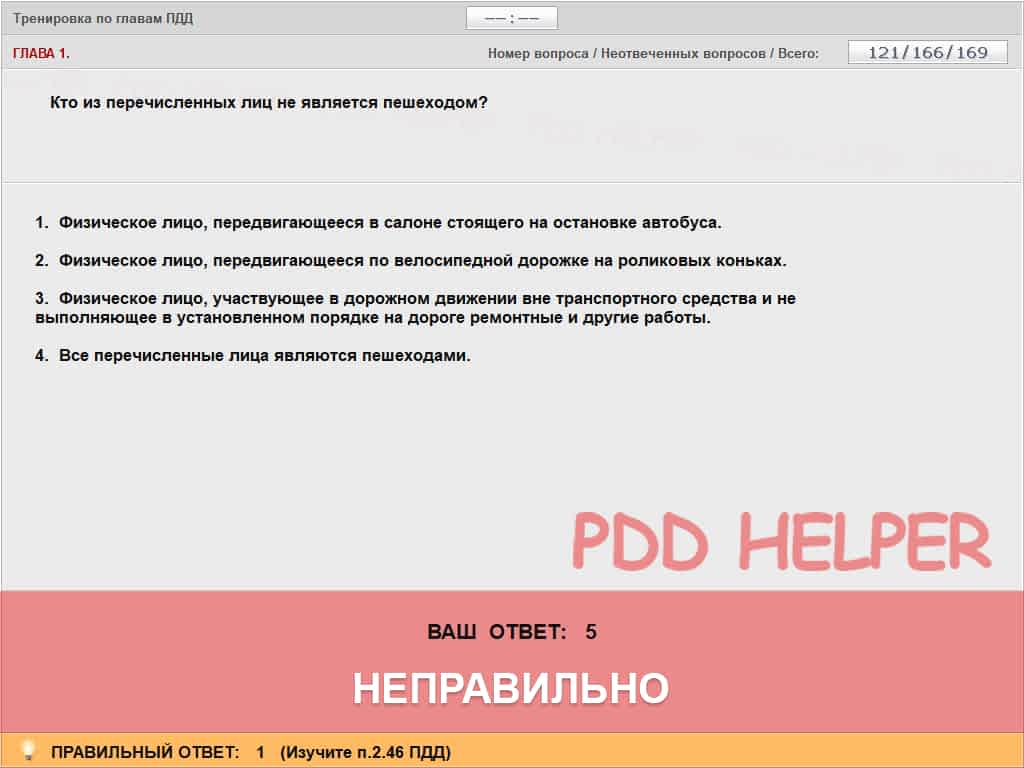 Тренировка по главам ПДД
—— : ——
ГЛАВА 1.
Номер вопроса / Неотвеченных вопросов / Всего:
121/166/169
Кто из перечисленных лиц не является пешеходом?
1. Физическое лицо, передвигающееся в салоне стоящего на остановке автобуса.
2. Физическое лицо, передвигающееся по велосипедной дорожке на роликовых коньках.
3. Физическое лицо, участвующее в дорожном движении вне транспортного средства и не
выполняющее в установленном порядке на дороге ремонтные и другие работы.
4. Все перечисленные лица являются пешеходами.
PDD HELPER
ВАШ ОТВЕТ: 5
НЕПРАВИЛЬНО
ПРАВИЛЬНЫЙ ОТВЕТ: 1 (Изучите п.2.46 ПДД)